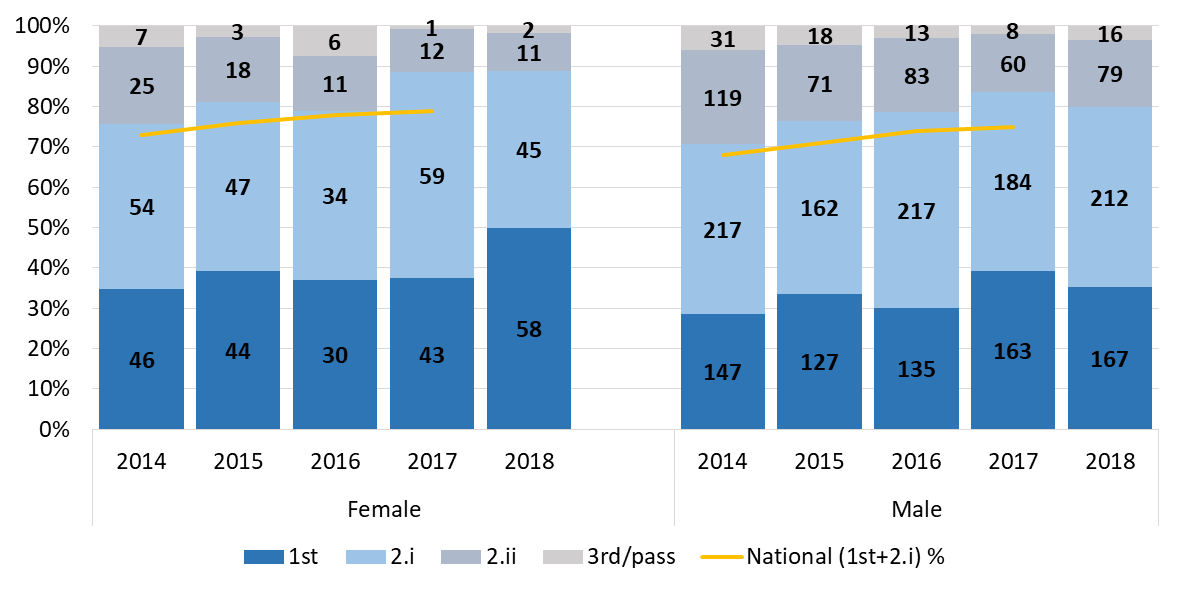 100%
90%
80%
70%
60%
50%
40%
30%
20%
10%
0%
7 3 6 1 2 31 18 13 8 16
25 18 11 12 11 119 71 83 60 79
54 47 34 59 45 217 162 217 184 212
46 44 30 43 58 147 127 135 163 167
2014 2015 2016 2017 2018 2014 2015 2016 2017 2018
Female Male
1st 2.i 2.ii 3rd/pass National (1st+2.i) %